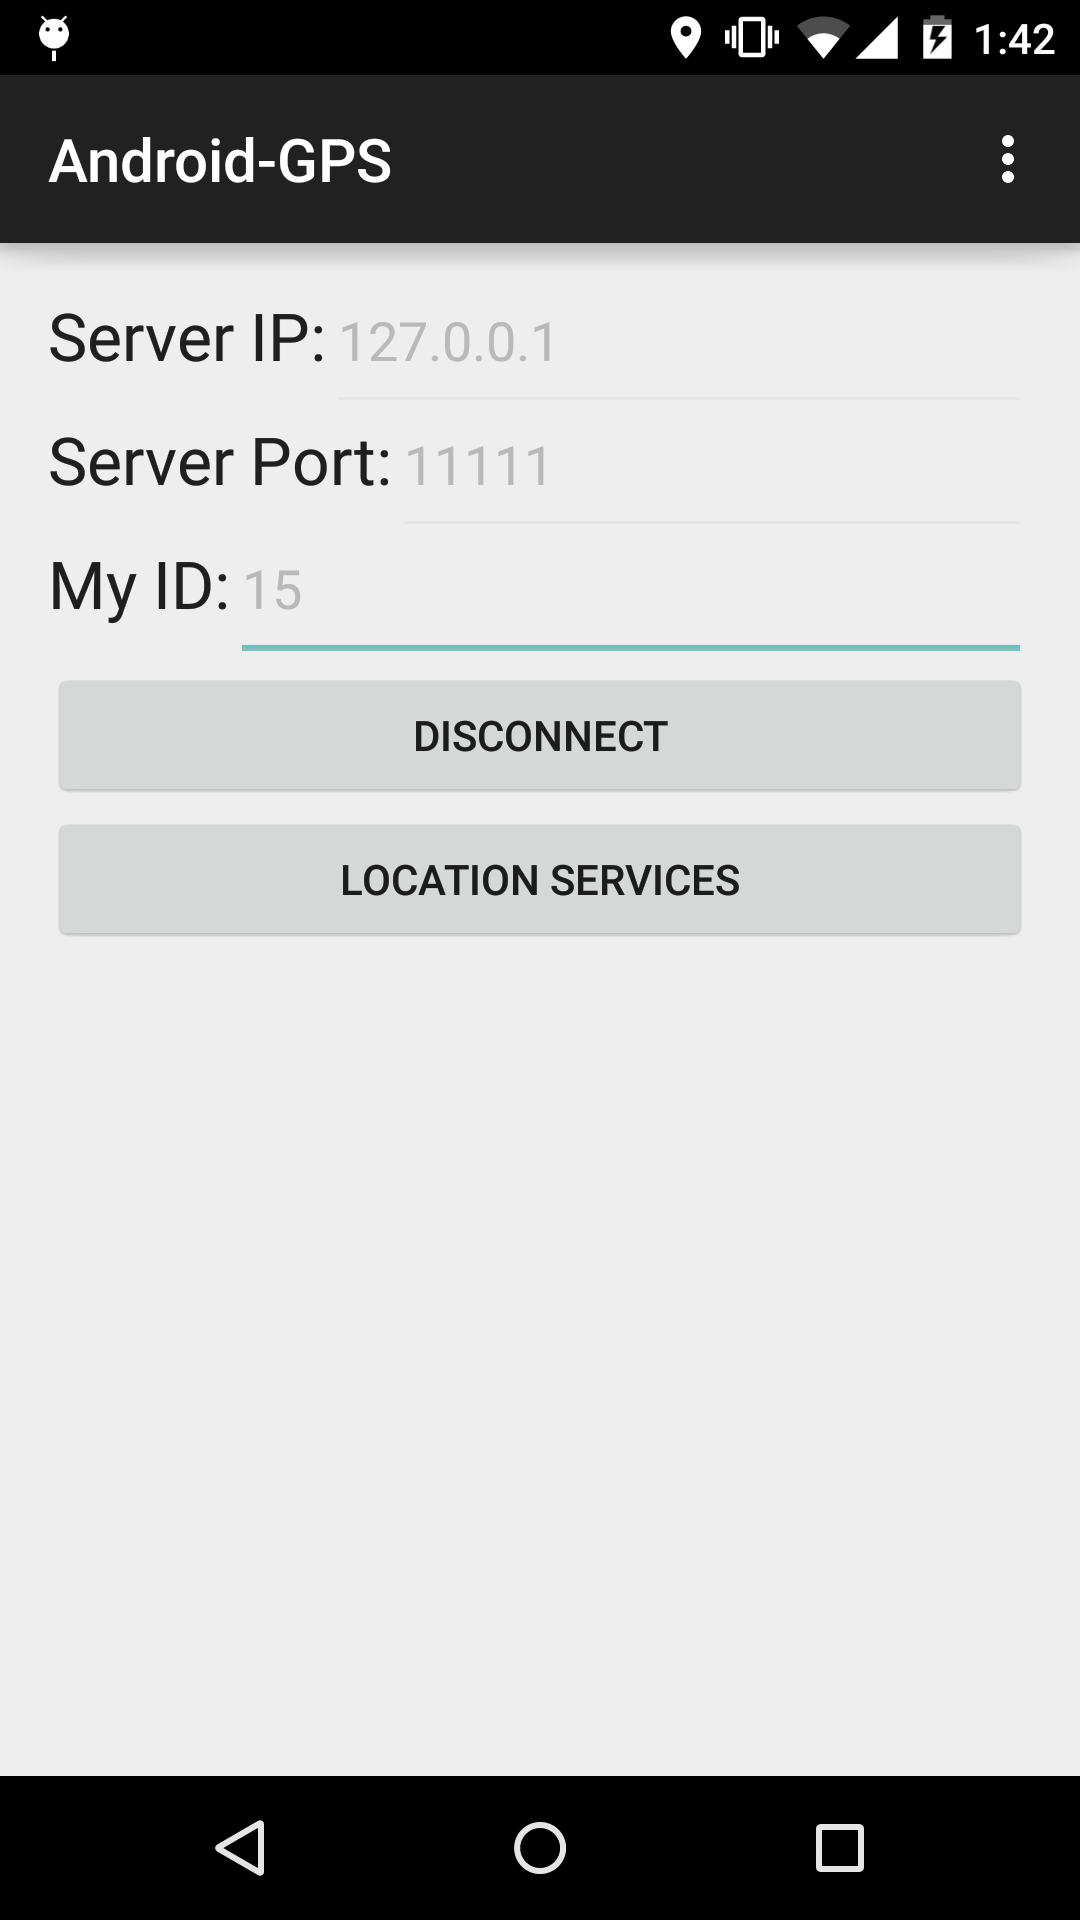 1:42
Android-GPS
Server IP: 127.0.0.1
Server Port: 11111
My ID: 15
DISCONNECT
LOCATION SERVICES